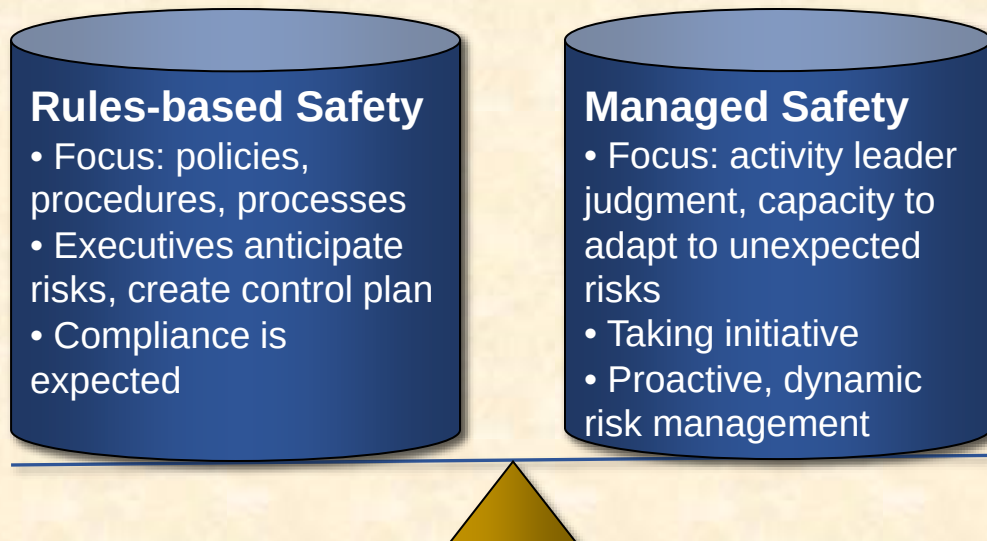 Rules-based Safety
• Focus: policies,
procedures, processes
• Executives anticipate
risks, create control plan
• Compliance is
expected
Managed Safety
• Focus: activity leader
judgment, capacity to
adapt to unexpected
risks
• Taking initiative
• Proactive, dynamic
risk management